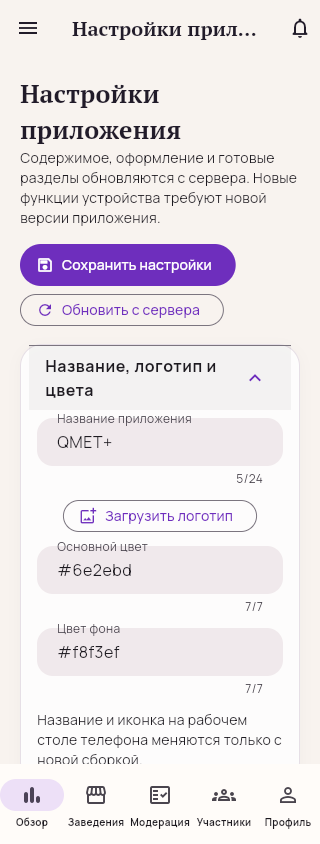 Настройки прил...
Настройки
приложения
Содержимое, оформление и готовые
разделы обновляются с сервера. Новые
функции устройства требуют новой
версии приложения.
Сохранить настройки
Обновить с сервера
Название, логотип и
цвета
Название приложения
QMET+
5/24
Загрузить логотип
Основной цвет
#6e2ebd
7/7
Цвет фона
#f8f3ef
7/7
Название и иконка на рабочем
столе телефона меняются только с
новой сборкой.
Обзор
Заведения
Модерация
Участники
Профиль